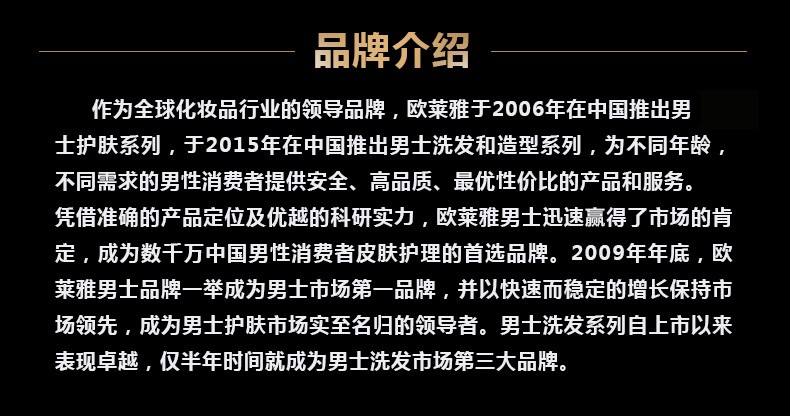 品牌介绍
作为全球化妆品行业的领导品牌，欧莱雅于2006年在中国推出男
士护肤系列，于2015年在中国推出男士洗发和造型系列，为不同年龄，
不同需求的男性消费者提供安全、高品质、最优性价比的产品和服务。
凭借准确的产品定位及优越的科研实力，欧莱雅男士迅速赢得了市场的肯
定，成为数千万中国男性消费者皮肤护理的首选品牌。2009年年底，欧
莱雅男士品牌一举成为男士市场第一品牌，并以快速而稳定的增长保持市
场领先，成为男士护肤市场实至名归的领导者。男士洗发系列自上市以来
表现卓越，仅半年时间就成为男士洗发市场第三大品牌。